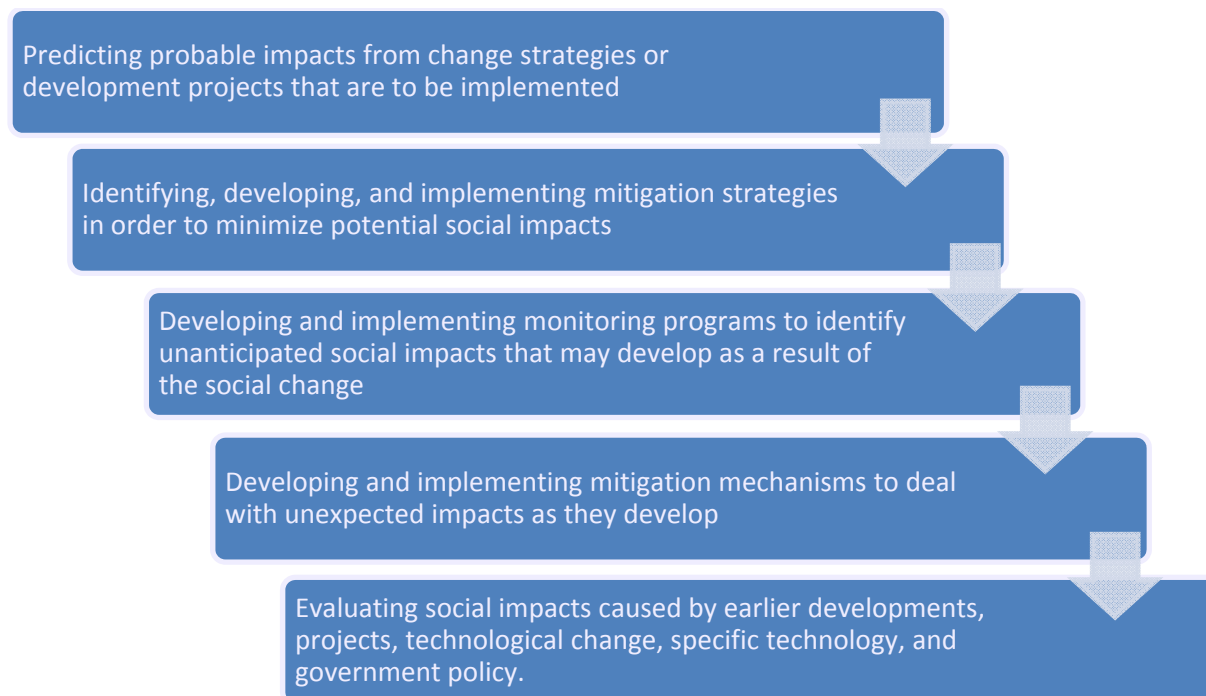 Predicting probable impacts from change strategies or
development projects that are to be implemented
Identifying, developing, and implementing mitigation strategies
in order to minimize potential social impacts
Developing and implementing monitoring programs to identify
unanticipated social impacts that may develop as a result of
the social change
Developing and implementing mitigation mechanisms to deal
with unexpected impacts as they develop
Evaluating social impacts caused by earlier developments,
projects, technological change, specific technology, and
government policy.